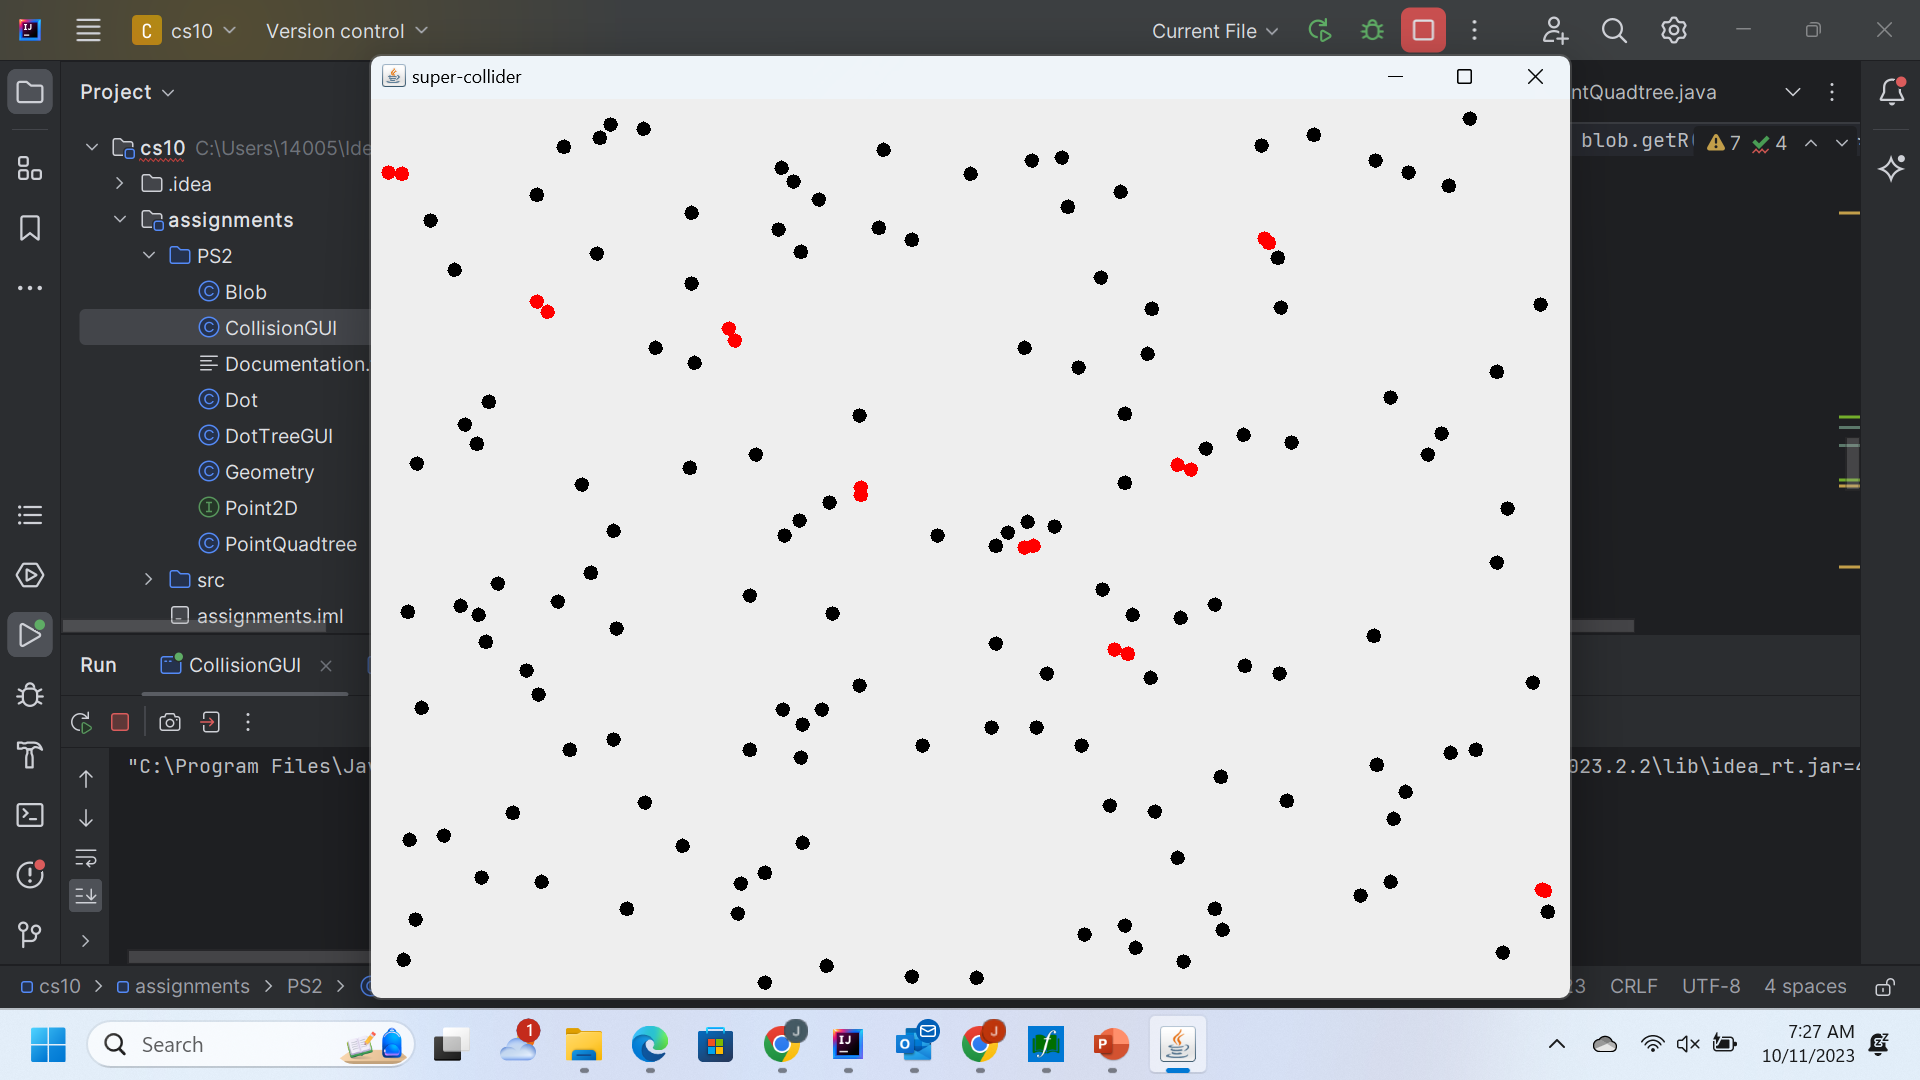 C cs10 Version control Current File
super-collider
Project
ntQuadtree.java
cs10 C:\Users\14005\Ide
blob.getR 7 4
.idea
assignments
PS2
Blob
CollisionGUI
Documentation.
Dot
DotTreeGUI
Geometry
Point2D
PointQuadtree
src
assignments.iml
Run CollisionGUI
"C:\Program Files\Ja
023.2.2\lib\idea_rt.jar=
cs10 > assignments > PS2 >
3 CRLF UTF-8 4 spaces
Search
1
J
J
7:27 AM
10/11/2023